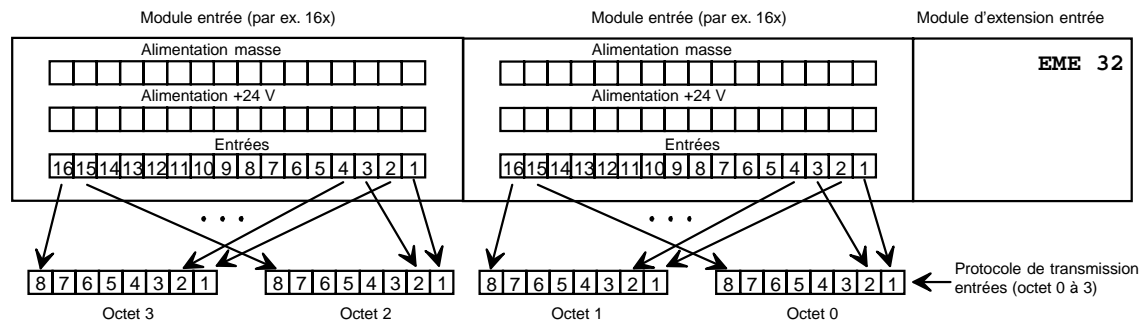 Module entrée (par ex. 16x) Module entrée (par ex. 16x) Module d'extension entrée
Alimentation masse Alimentation masse
EME 32
Alimentation +24 V Alimentation +24 V
Entrées Entrées
16 15 14 13 12 11 10 9 8 7 6 5 4 3 2 1 16 15 14 13 12 11 10 9 8 7 6 5 4 3 2 1
. . . . . .
8 7 6 5 4 3 2 1 8 7 6 5 4 3 2 1 8 7 6 5 4 3 2 1 8 7 6 5 4 3 2 1
Protocole de transmission
entrées (octet 0 à 3)
Octet 3 Octet 2 Octet 1 Octet 0